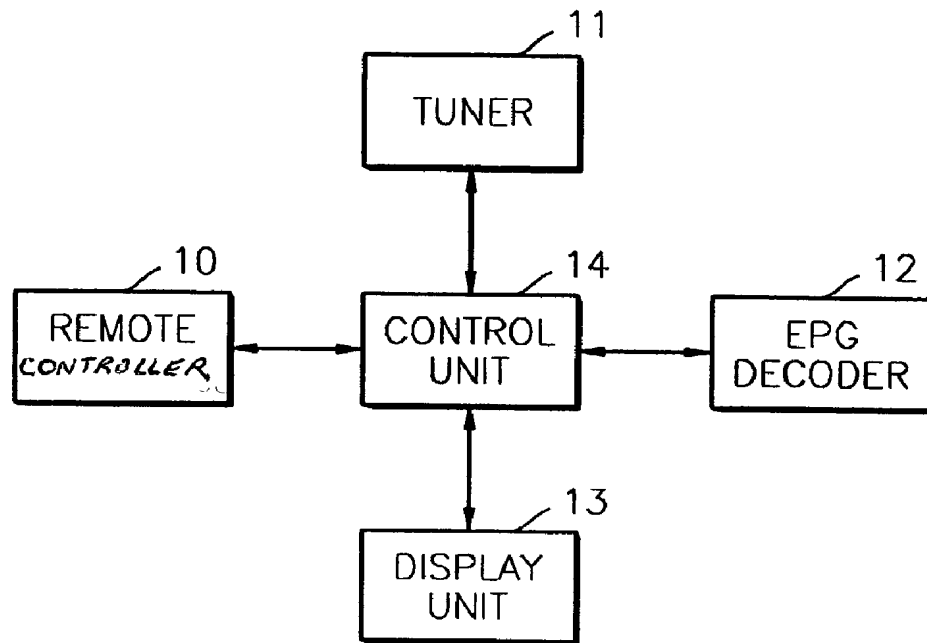 11
TUNER
10
REMOTE
CONTROLLER
14
CONTROL
UNIT
12
EPG
DECODER
13
DISPLAY
UNIT